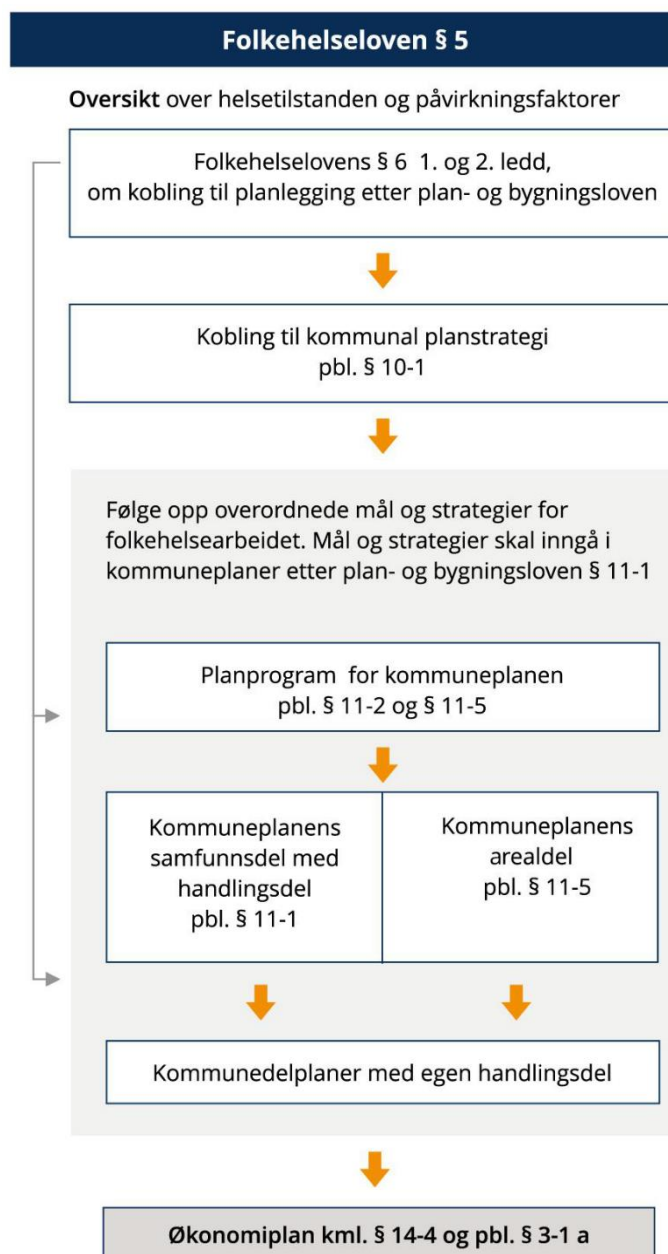 Folkehelseloven § 5
Oversikt over helsetilstanden og påvirkningsfaktorer
Folkehelselovens § 6 1. og 2. ledd,
om kobling til planlegging etter plan- og bygningsloven
Kobling til kommunal planstrategi
pbl. § 10-1
Følge opp overordnede mål og strategier for
folkehelsearbeidet. Mål og strategier skal inngå i
kommuneplaner etter plan- og bygningsloven § 11-1
Planprogram for kommuneplanen
pbl. § 11-2 og § 11-5
Kommuneplanens
samfunnsdel med
handlingsdel
pbl. § 11-1
Kommuneplanens
arealdel
pbl. § 11-5
Kommunedelplaner med egen handlingsdel
Økonomiplan kml. § 14-4 og pbl. § 3-1 a